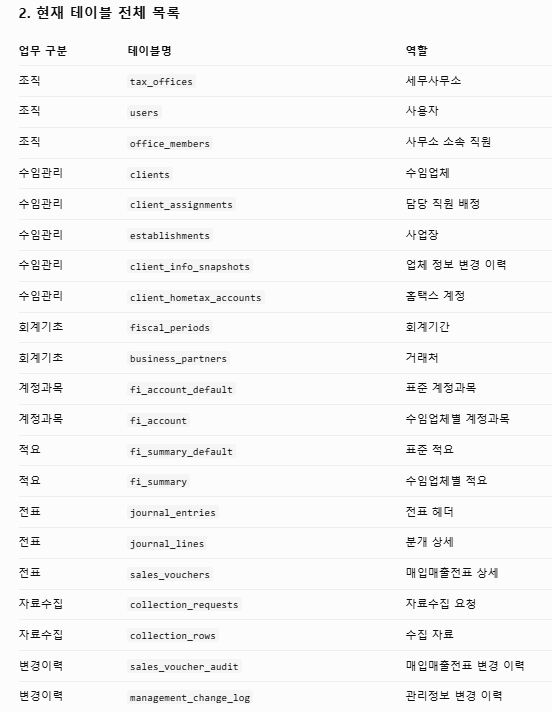 2. 현재 테이블 전체 목록
업무 구분 테이블명 역할
조직 tax_offices 세무사무소
조직 users 사용자
조직 office_members 사무소 소속 직원
수임관리 clients 수임업체
수임관리 client_assignments 담당 직원 배정
수임관리 establishments 사업장
수임관리 client_info_snapshots 업체 정보 변경 이력
수임관리 client_hometax_accounts 홈택스 계정
회계기초 fiscal_periods 회계기간
회계기초 business_partners 거래처
계정과목 fi_account_default 표준 계정과목
계정과목 fi_account 수임업체별 계정과목
적요 fi_summary_default 표준 적요
적요 fi_summary 수임업체별 적요
전표 journal_entries 전표 헤더
전표 journal_lines 분개 상세
전표 sales_vouchers 매입매출전표 상세
자료수집 collection_requests 자료수집 요청
자료수집 collection_rows 수집 자료
변경이력 sales_voucher_audit 매입매출전표 변경 이력
변경이력 management_change_log 관리정보 변경 이력